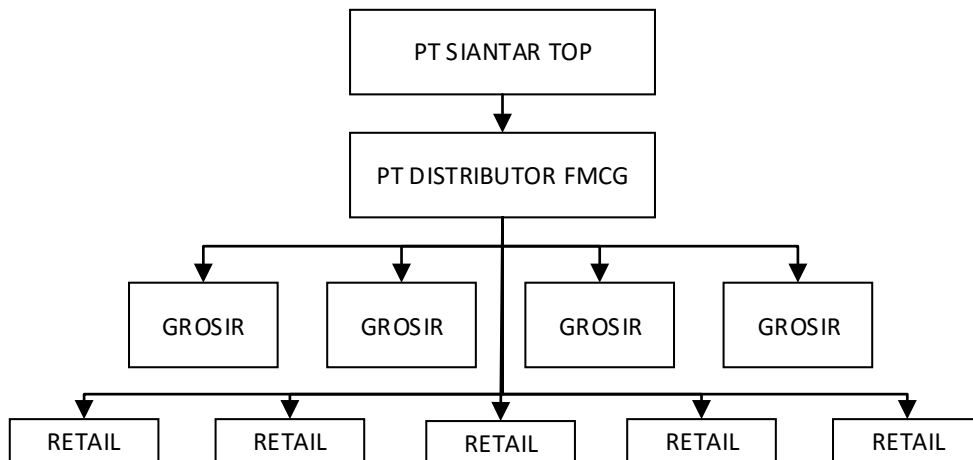 PT SIANTAR TOP
PT DISTRIBUTOR FMCG
GROSIR
GROSIR
GROSIR
GROSIR
RETAIL
RETAIL
RETAIL
RETAIL
RETAIL